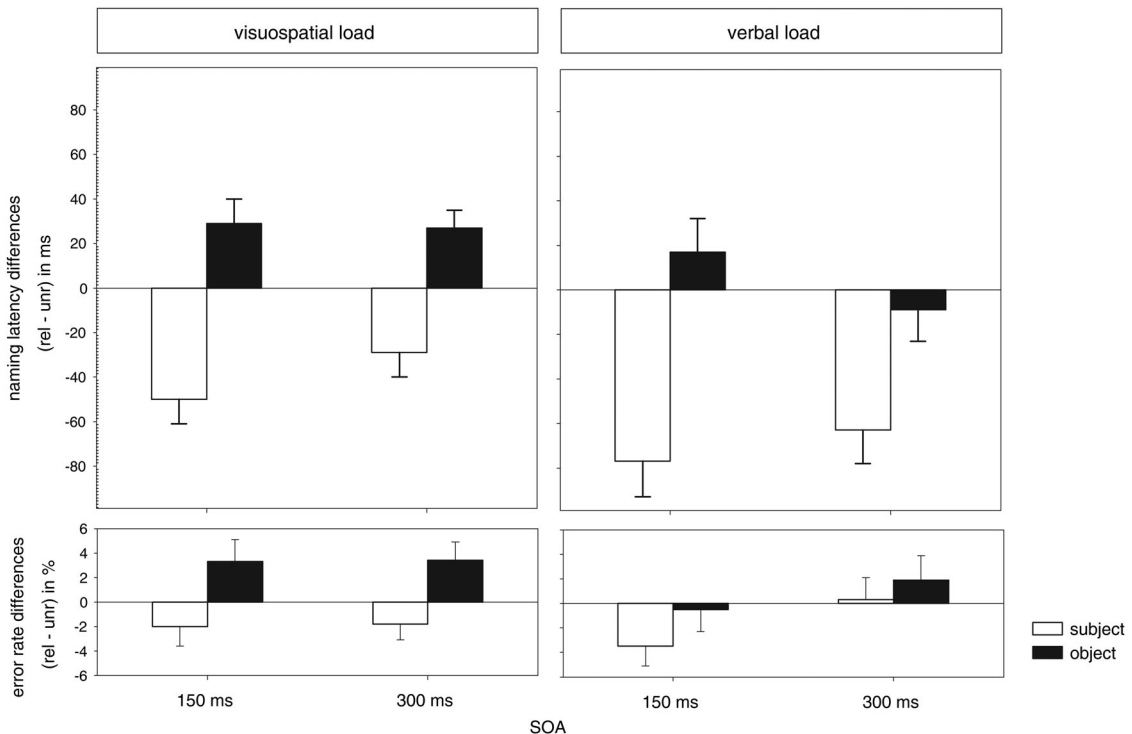 visuospatial load
verbal load
naming latency differences
(rel - unr) in ms
80
60
40
20
0
-20
-40
-60
-80
error rate differences
(rel - unr) in %
6
4
2
0
-2
-4
-6
150 ms
300 ms
150 ms
300 ms
SOA
subject
object